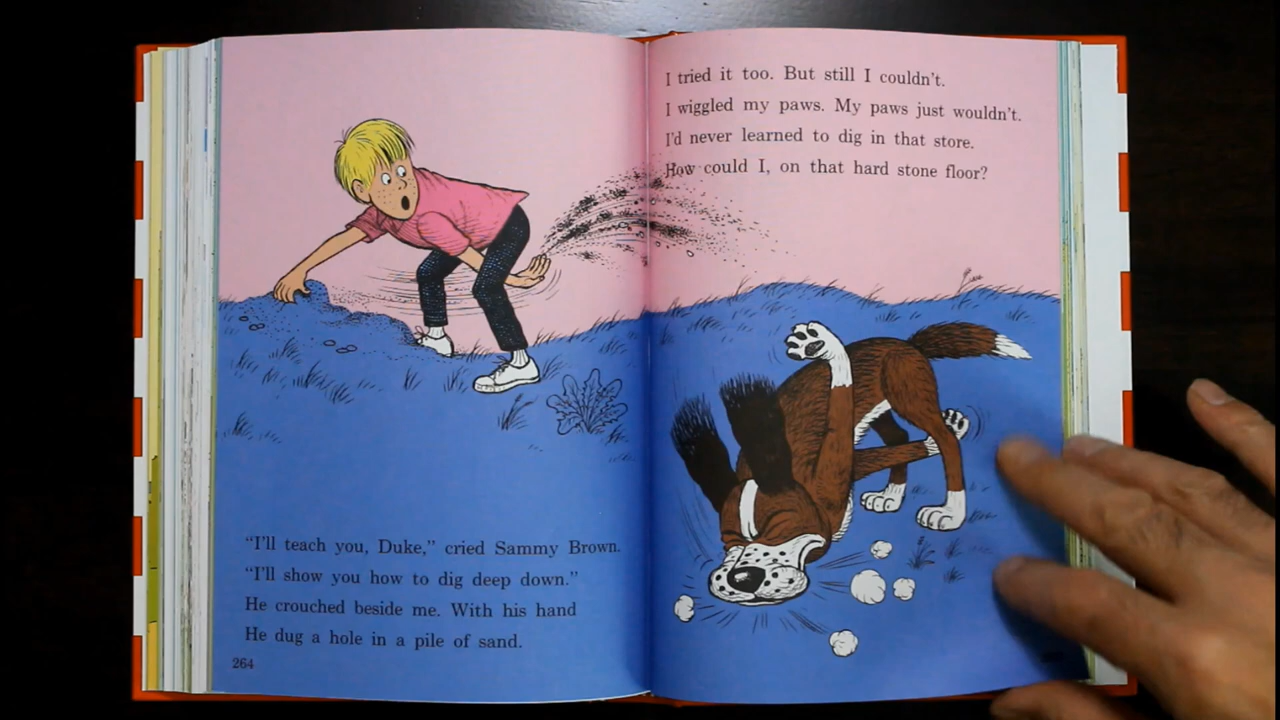 "I'll teach you, Duke," cried Sammy Brown.
"I'll show you how to dig deep down."
He crouched beside me. With his hand
He dug a hole in a pile of sand.
264
I tried it too. But still I couldn't.
I wiggled my paws. My paws just wouldn't.
I'd never learned to dig in that store.
How could I, on that hard stone floor?